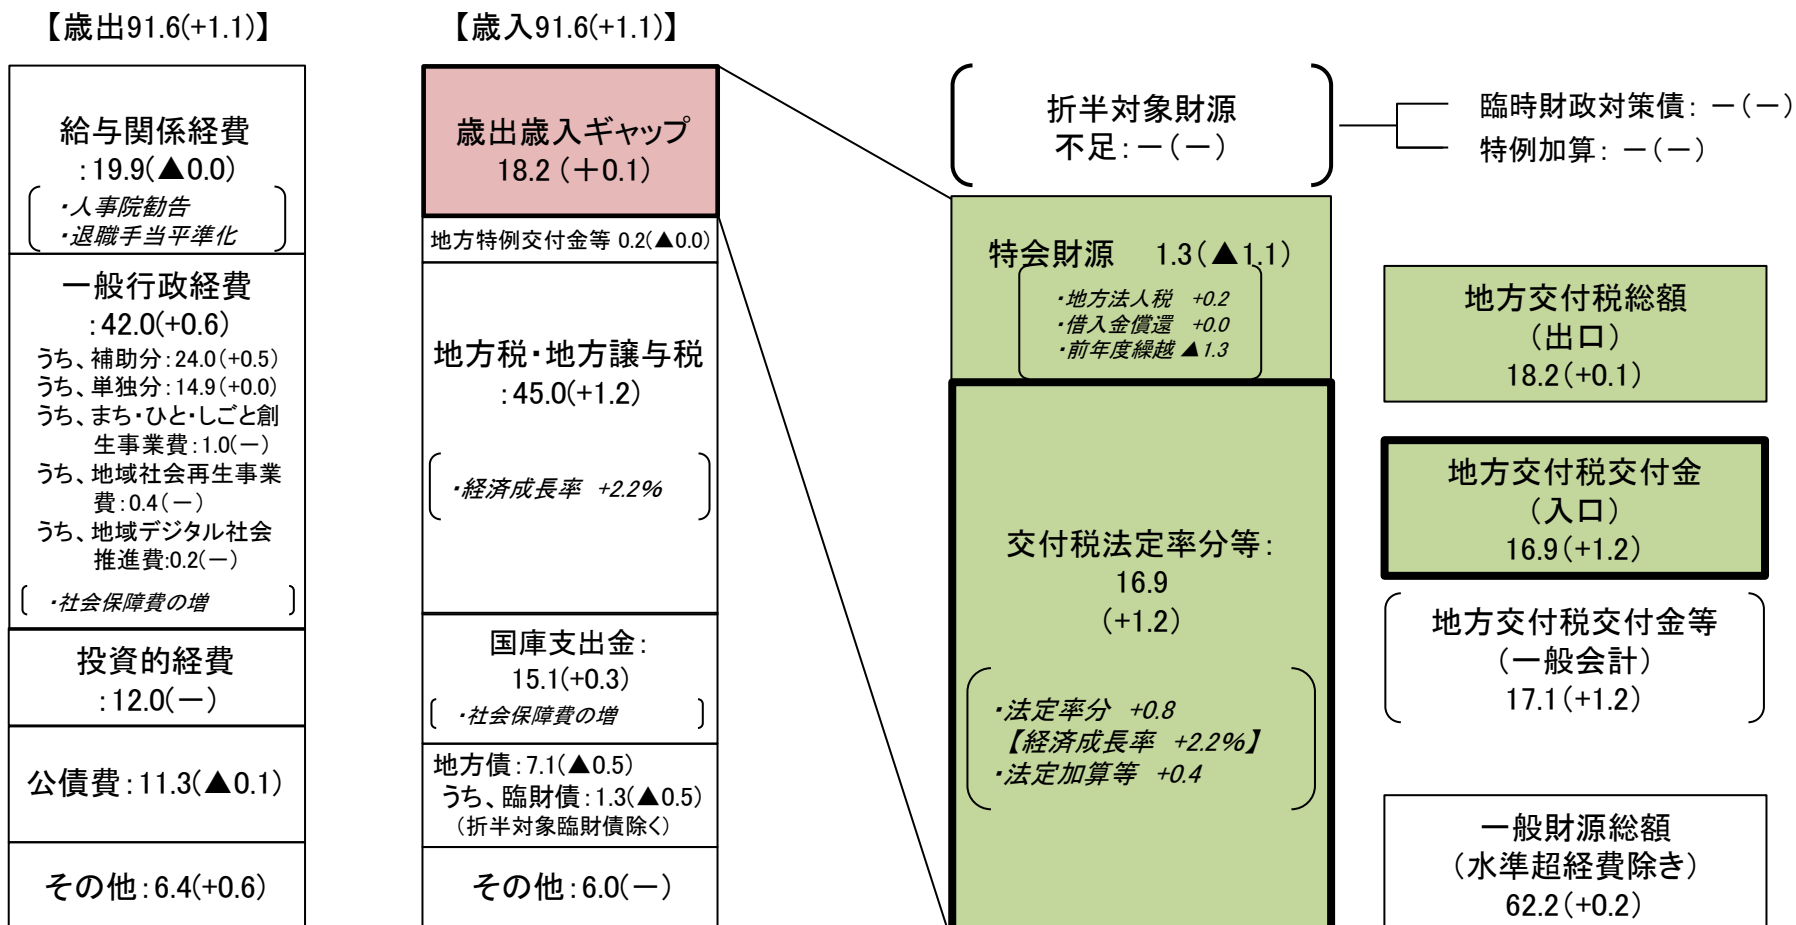 【歳出91.6(+1.1)】
給与関係経費
:19.9(▲0.0)
・人事院勧告
・退職手当平準化
一般行政経費
:42.0(+0.6)
うち、補助分:24.0(+0.5)
うち、単独分:14.9(+0.0)
うち、まち・ひと・しごと創
生事業費:1.0(－)
うち、地域社会再生事業
費:0.4(－)
うち、地域デジタル社会
推進費:0.2(－)
・社会保障費の増
投資的経費
:12.0(－)
公債費:11.3(▲0.1)
その他:6.4(+0.6)
【歳入91.6(+1.1)】
歳出歳入ギャップ
18.2 (＋0.1)
地方特例交付金等 0.2(▲0.0)
地方税・地方譲与税
:45.0(+1.2)
・経済成長率 +2.2%
国庫支出金:
15.1(+0.3)
・社会保障費の増
地方債:7.1(▲0.5)
うち、臨財債:1.3(▲0.5)
(折半対象臨財債除く)
その他:6.0(－)
折半対象財源
不足:－(－)
臨時財政対策債: －(－)
特例加算: －(－)
特会財源 1.3(▲1.1)
・地方法人税 +0.2
・借入金償還 +0.0
・前年度繰越 ▲1.3
交付税法定率分等:
16.9
(+1.2)
・法定率分 +0.8
【経済成長率 +2.2%】
・法定加算等 +0.4
地方交付税総額
(出口)
18.2(+0.1)
地方交付税交付金
(入口)
16.9(+1.2)
地方交付税交付金等
(一般会計)
17.1(+1.2)
一般財源総額
(水準超経費除き)
62.2(+0.2)